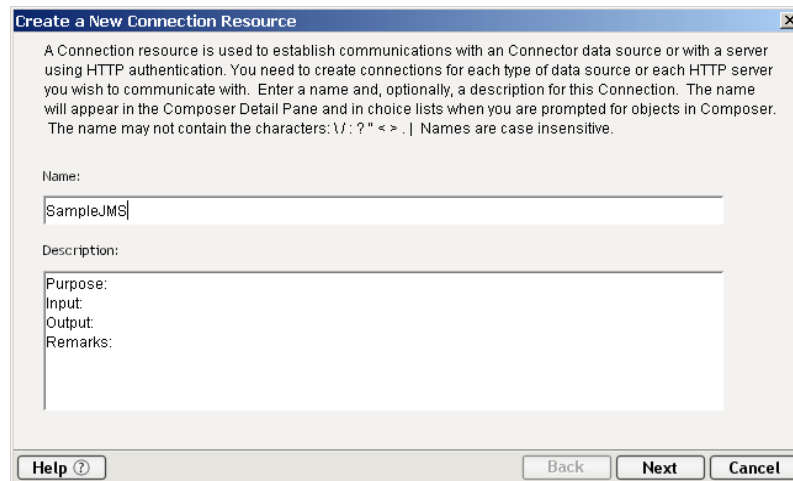 Create a New Connection Resource
A Connection resource is used to establish communications with an Connector data source or with a server
using HTTP authentication. You need to create connections for each type of data source or each HTTP server
you wish to communicate with. Enter a name and, optionally, a description for this Connection. The name
will appear in the Composer Detail Pane and in choice lists when you are prompted for objects in Composer.
The name may not contain the characters: \ / : ? " < > . | Names are case insensitive.
Name:
SampleJMS
Description:
Purpose:
Input:
Output:
Remarks:
Help ? Back Next Cancel